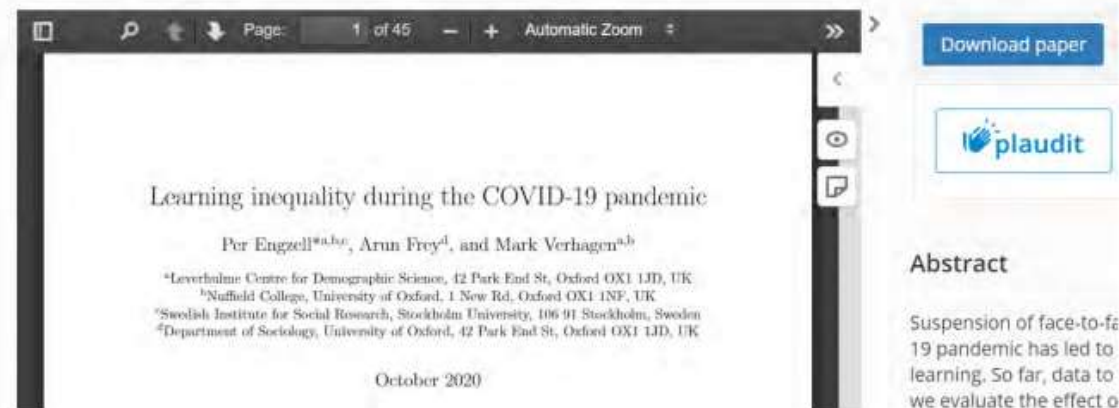 Page: 1 of 45 − + Automatic Zoom
Download paper
plaudit
Learning inequality during the COVID-19 pandemic
Per Engzell*a,b,c, Arun Freyd, and Mark Verhagena,b
aLeverhulme Centre for Demographic Science, 42 Park End St, Oxford OX1 1JD, UK
bNuffield College, University of Oxford, 1 New Rd, Oxford OX1 1NF, UK
cSwedish Institute for Social Research, Stockholm University, 106 91 Stockholm, Sweden
dDepartment of Sociology, University of Oxford, 42 Park End St, Oxford OX1 1JD, UK
October 2020
Abstract
Suspension of face-to-fa
19 pandemic has led to
learning. So far, data to
we evaluate the effect o